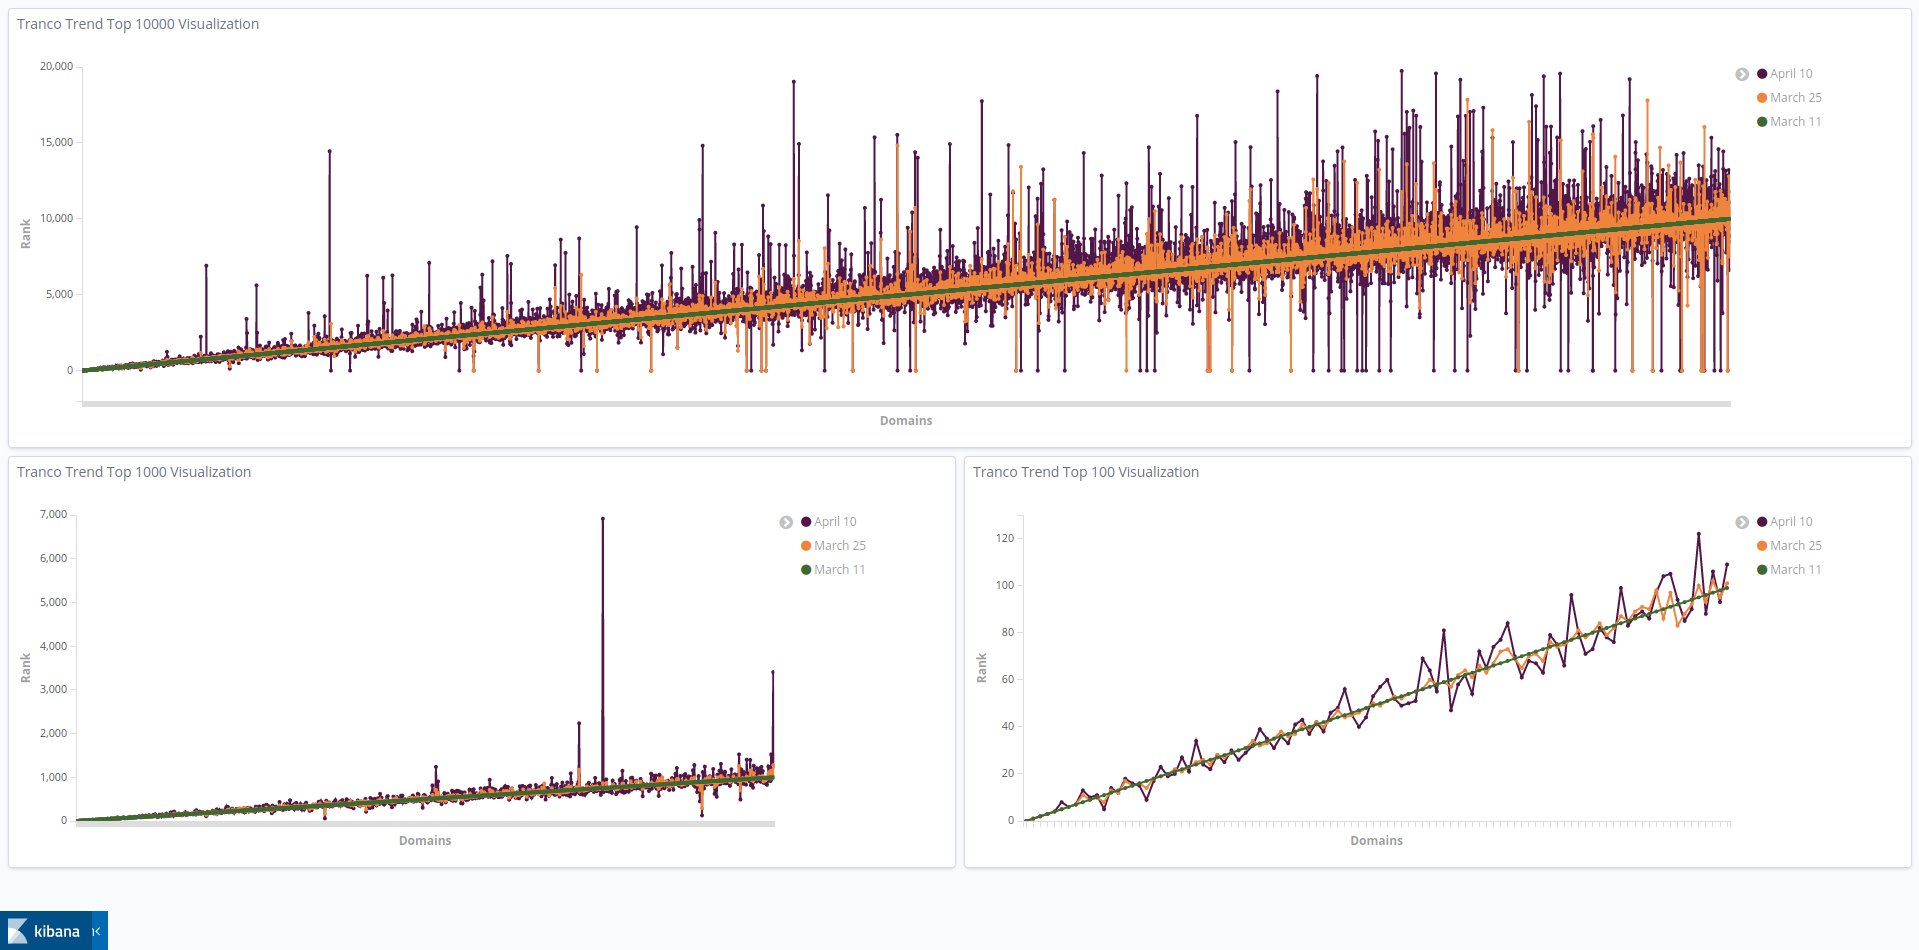 Tranco Trend Top 10000 Visualization
20,000
15,000
10,000
5,000
0
Rank
Domains
April 10
March 25
March 11
Tranco Trend Top 1000 Visualization
7,000
6,000
5,000
4,000
3,000
2,000
1,000
0
Rank
Domains
April 10
March 25
March 11
Tranco Trend Top 100 Visualization
120
100
80
60
40
20
0
Rank
Domains
April 10
March 25
March 11
kibana